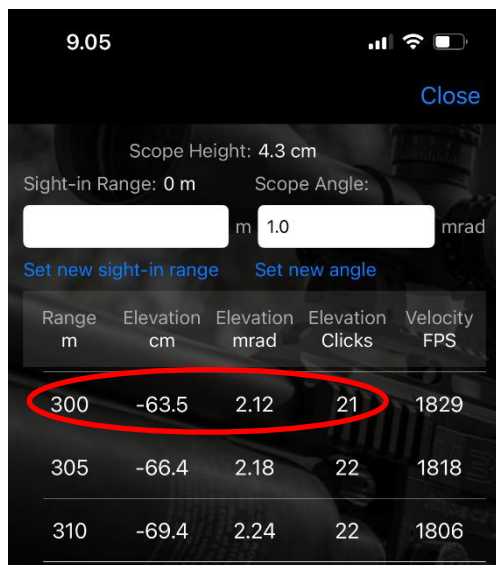 9.05
Close
Scope Height: 4.3 cm
Sight-in Range: 0 m Scope Angle:
m 1.0 mrad
Set new sight-in range Set new angle
Range Elevation Elevation Elevation Velocity
m cm mrad Clicks FPS
300 -63.5 2.12 21 1829
305 -66.4 2.18 22 1818
310 -69.4 2.24 22 1806